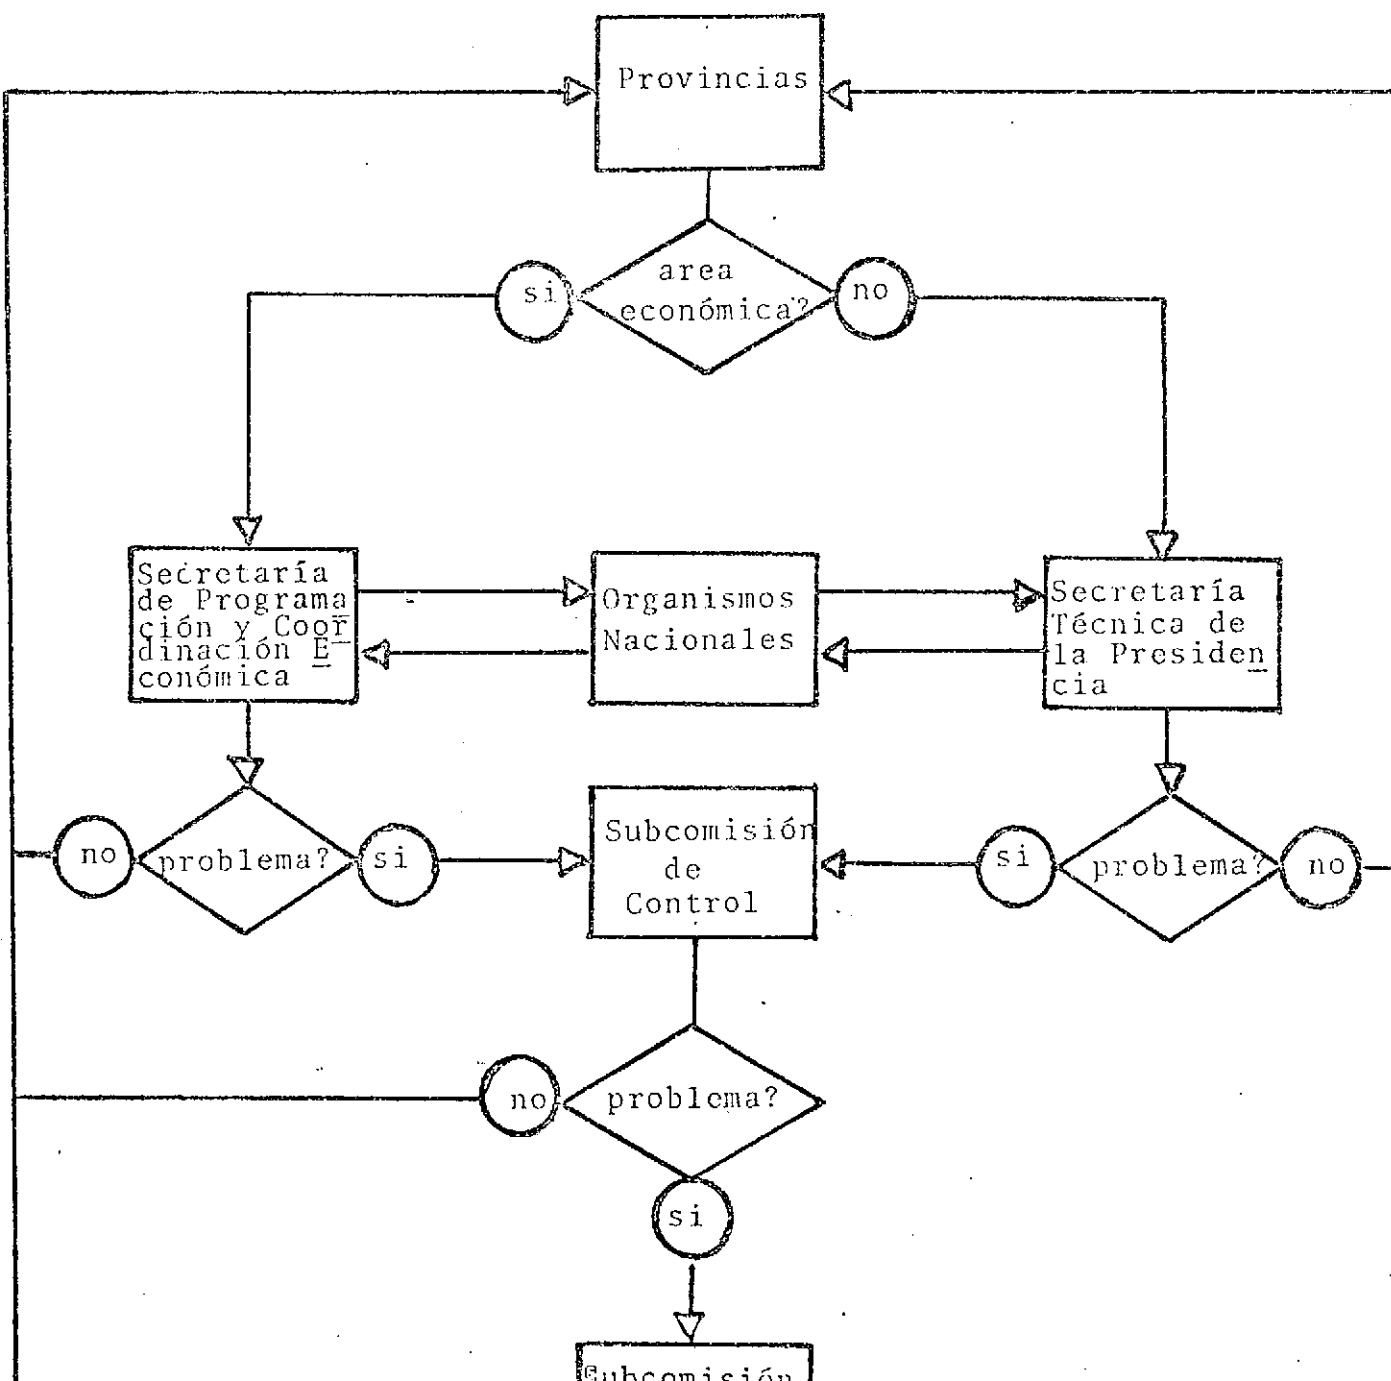 Provincias
area
económica?
si
no
Secretaría
de Programa
ción y Coor
dinación E
conómica
Organismos
Nacionales
Secretaría
Técnica de
la Presiden
cia
no
problema?
si
Subcomisión
de
Control
si
problema?
no
no
problema?
si
Subcomisión